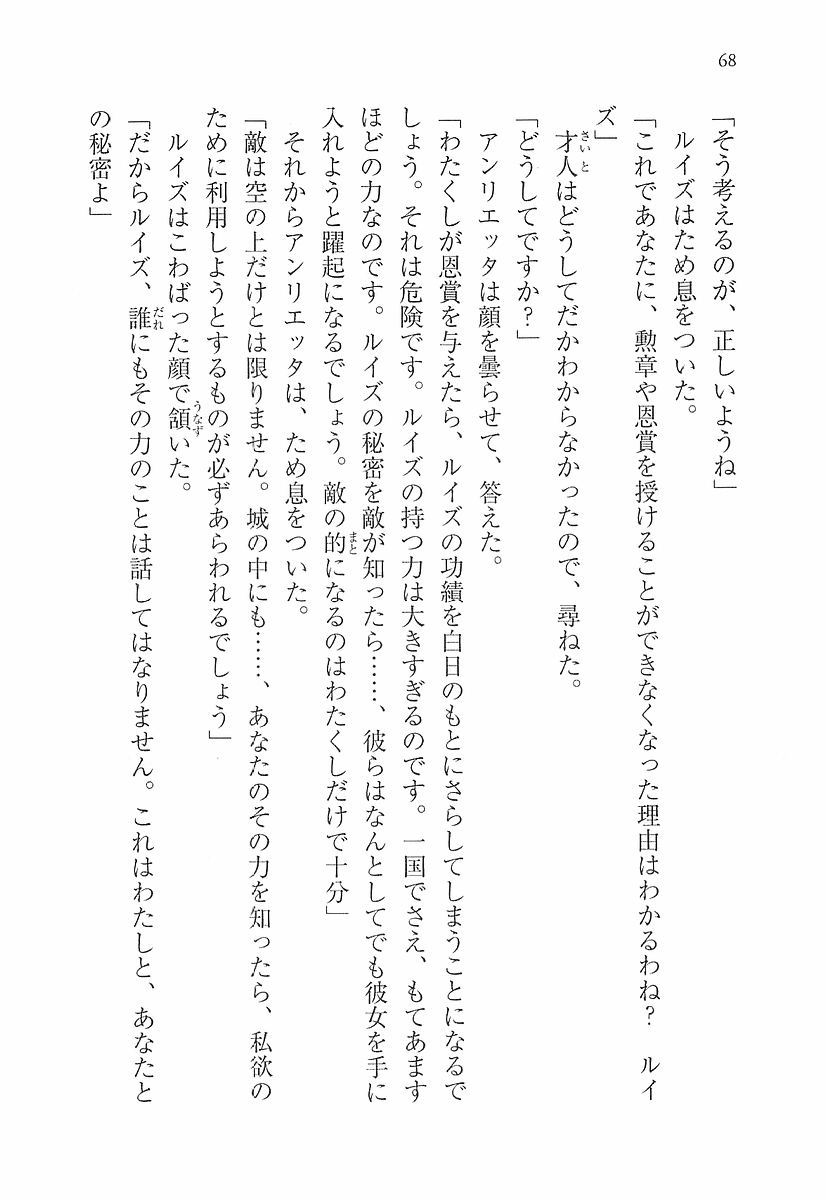 68
「そう考えるのが、正しいようね」
ルイズはため息をついた。
「これであなたに、勲章や恩賞を授けることができなくなった理由はわかるわね？　ルイ
ズ」
才人はどうしてだかわからなかったので、尋ねた。
「どうしてですか？」
アンリエッタは顔を曇らせて、答えた。
「わたくしが恩賞を与えたら、ルイズの功績を白日のもとにさらしてしまうことになるで
しょう。それは危険です。ルイズの持つ力は大きすぎるのです。一国でさえ、もてあます
ほどの力なのです。ルイズの秘密を敵が知ったら……、彼らはなんとしてでも彼女を手に
入れようと躍起になるでしょう。敵の的になるのはわたくしだけで十分」
それからアンリエッタは、ため息をついた。
「敵は空の上だけとは限りません。城の中にも……、あなたのその力を知ったら、私欲の
ために利用しようとするものが必ずあらわれるでしょう」
ルイズはこわばった顔で頷いた。
「だからルイズ、誰にもその力のことは話してはなりません。これはわたしと、あなたと
の秘密よ」